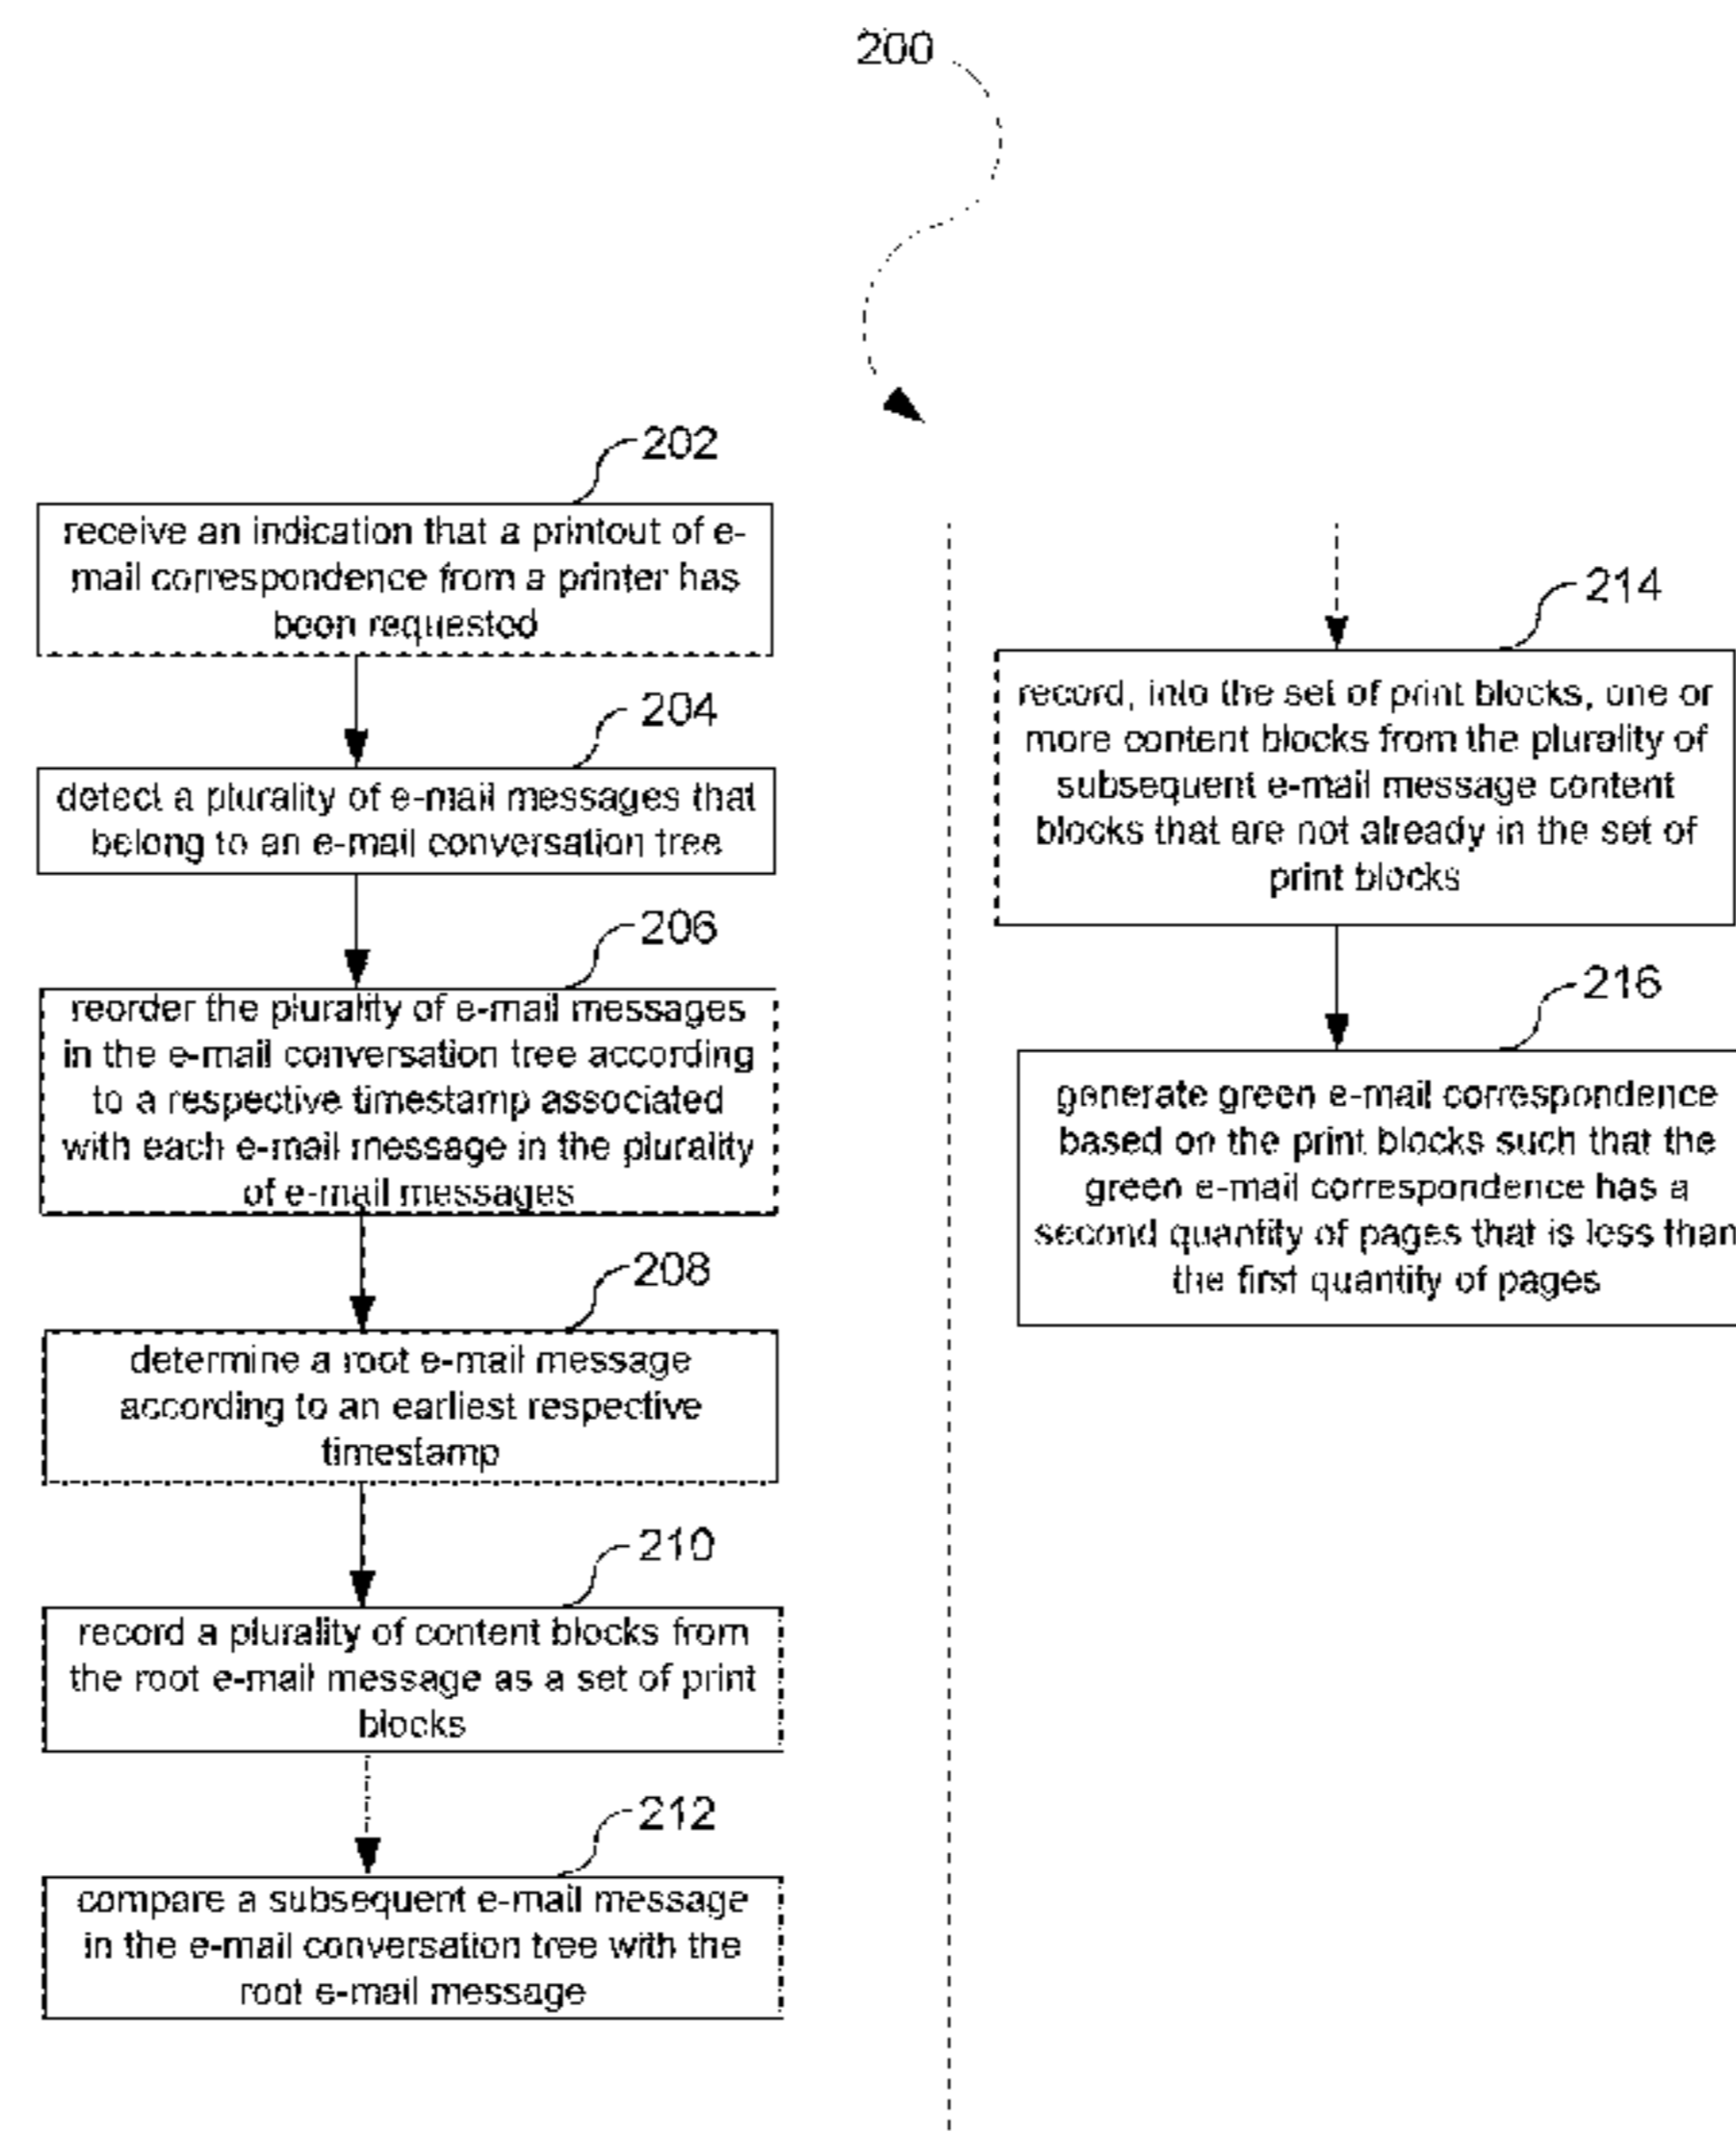 200
202
receive an indication that a printout of e-
mail correspondence from a printer has
been requested
204
detect a plurality of e-mail messages that
belong to an e-mail conversation tree
206
reorder the plurality of e-mail messages
in the e-mail conversation tree according
to a respective timestamp associated
with each e-mail message in the plurality
of e-mail messages
208
determine a root e-mail message
according to an earliest respective
timestamp
210
record a plurality of content blocks from
the root e-mail message as a set of print
blocks
212
compare a subsequent e-mail message
in the e-mail conversation tree with the
root e-mail message
214
record, into the set of print blocks, one or
more content blocks from the plurality of
subsequent e-mail message content
blocks that are not already in the set of
print blocks
216
generate green e-mail correspondence
based on the print blocks such that the
green e-mail correspondence has a
second quantity of pages that is less than
the first quantity of pages